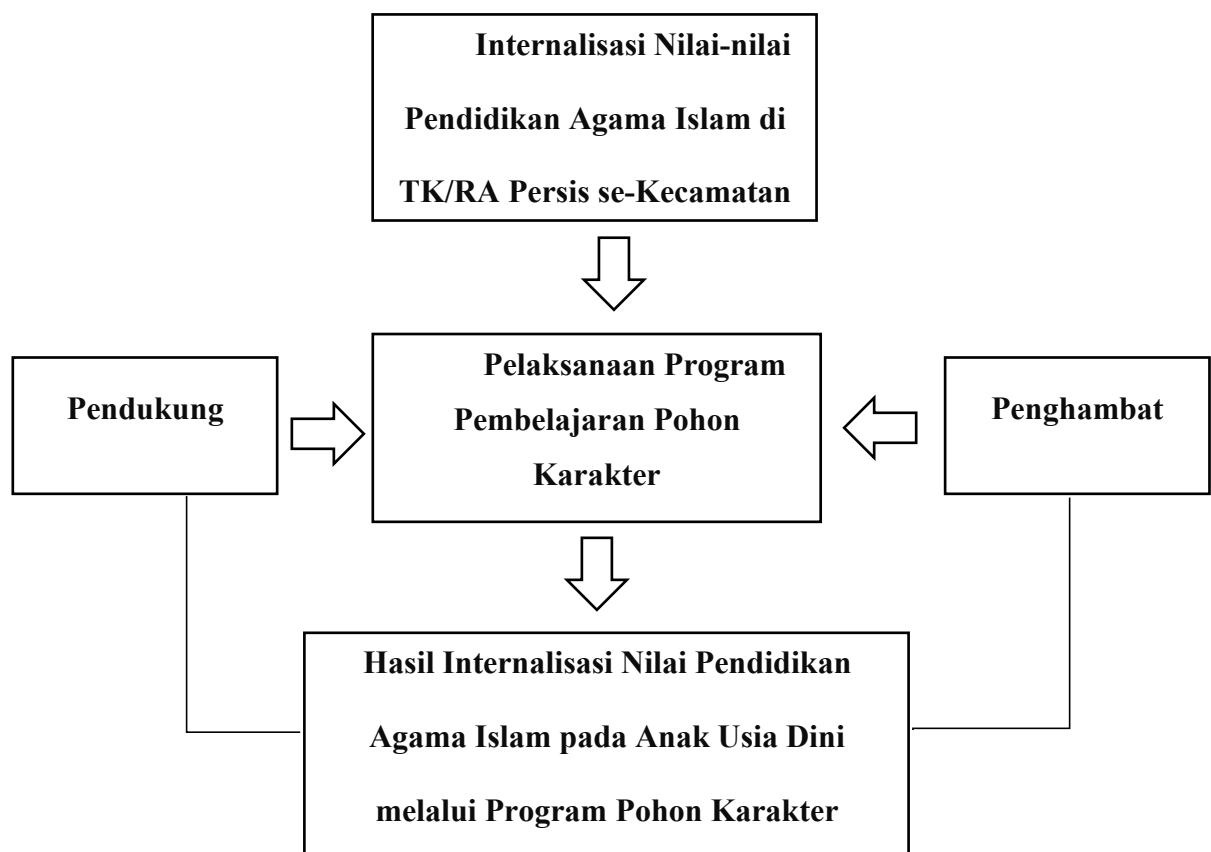 Internalisasi Nilai-nilai
Pendidikan Agama Islam di
TK/RA Persis se-Kecamatan
Pendukung
Pelaksanaan Program
Pembelajaran Pohon
Karakter
Penghambat
Hasil Internalisasi Nilai Pendidikan
Agama Islam pada Anak Usia Dini
melalui Program Pohon Karakter